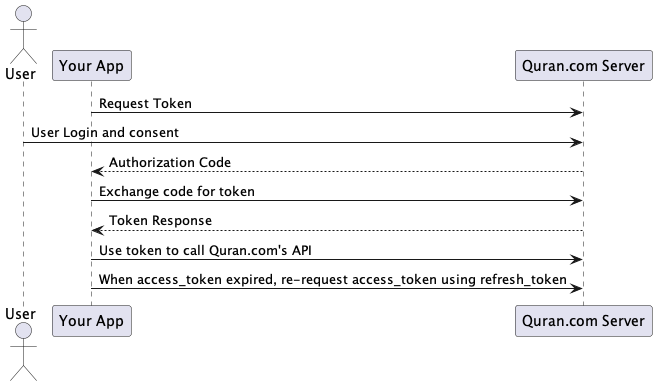 User
Your App
Quran.com Server
Request Token
User Login and consent
Authorization Code
Exchange code for token
Token Response
Use token to call Quran.com's API
When access_token expired, re-request access_token using refresh_token
User
Your App
Quran.com Server